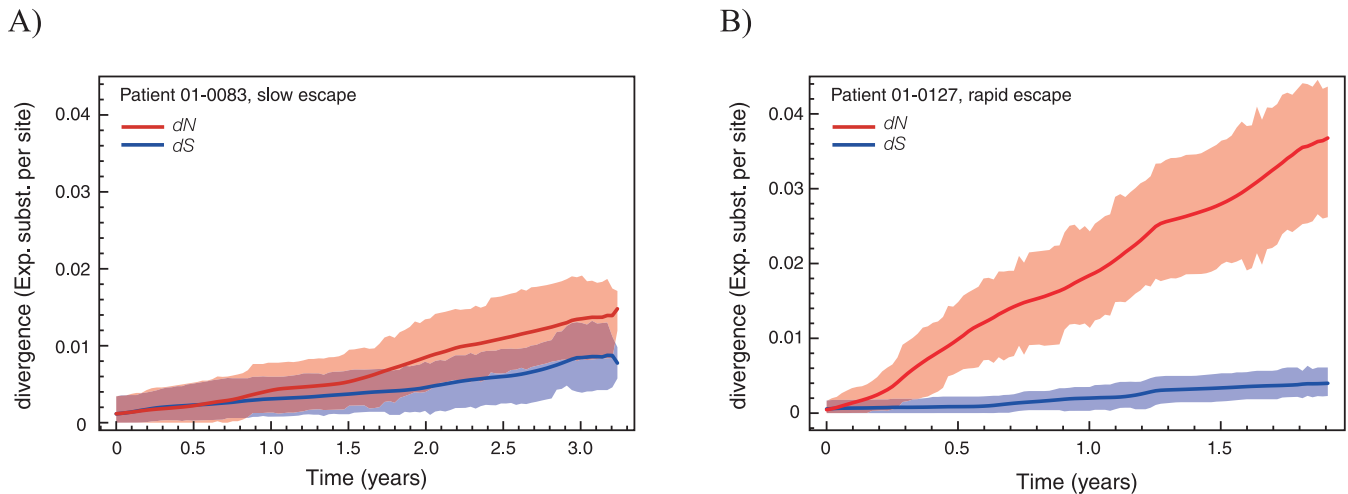 A)
B)
Patient 01-0083, slow escape
dN
dS
divergence (Exp. subst. per site)
0.04
0.03
0.02
0.01
0
0
0.5
1.0
1.5
2.0
2.5
3.0
Time (years)
Patient 01-0127, rapid escape
dN
dS
divergence (Exp. subst. per site)
0.04
0.03
0.02
0.01
0
0
0.5
1.0
1.5
Time (years)